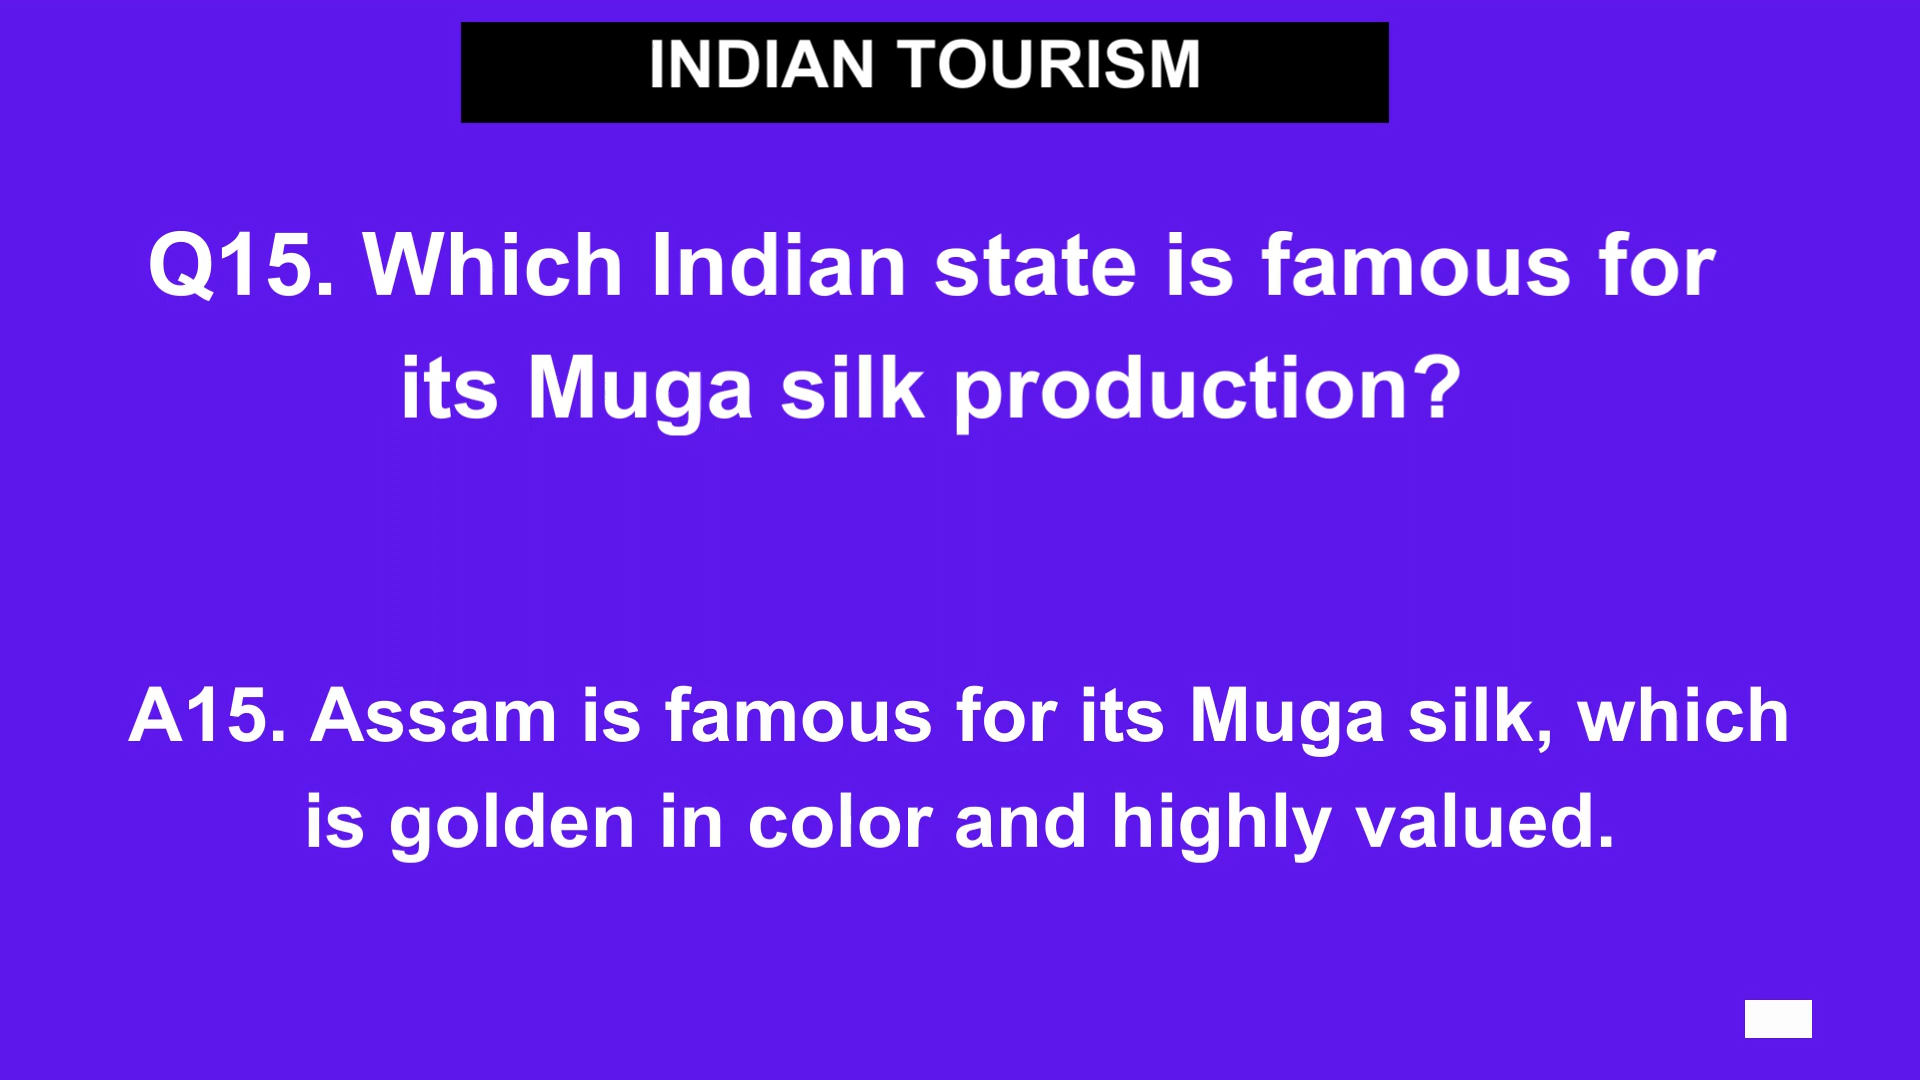 INDIAN TOURISM
Q15. Which Indian state is famous for
its Muga silk production?
A15. Assam is famous for its Muga silk, which
is golden in color and highly valued.